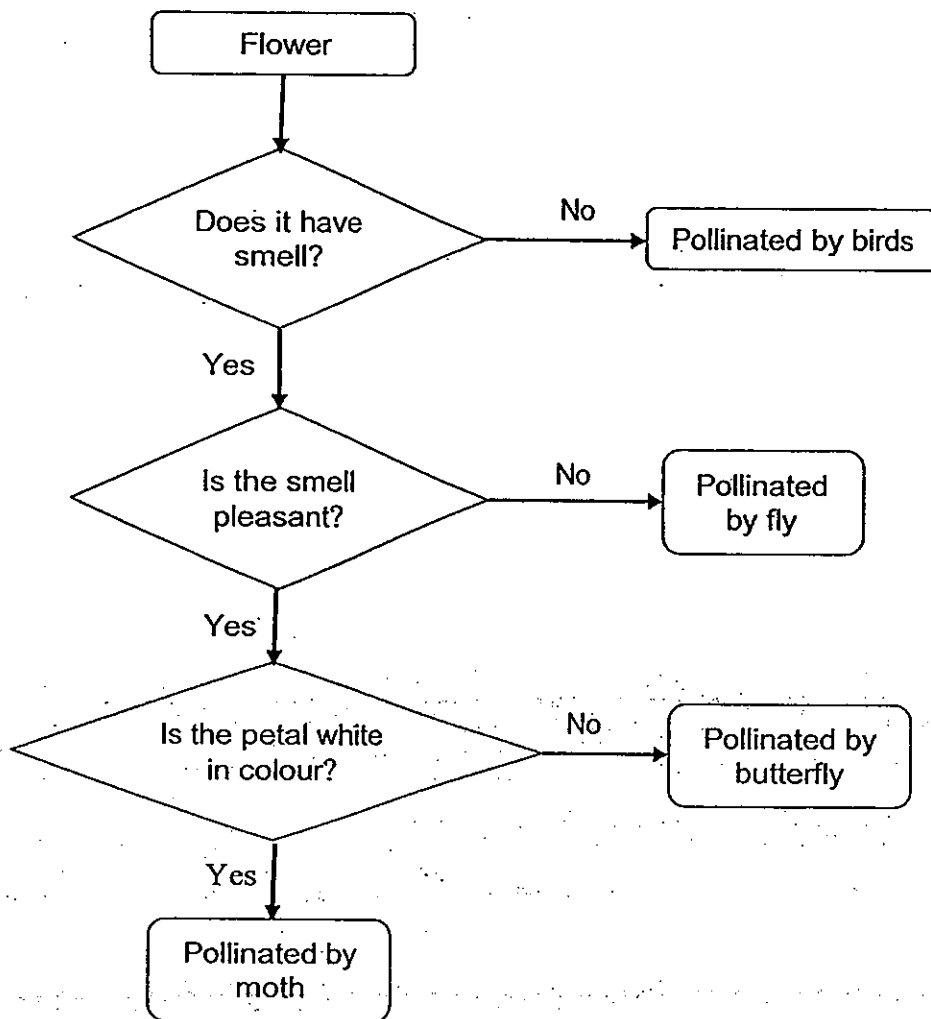 Flower
Does it have
smell?
No
Pollinated by birds
Yes
Is the smell
pleasant?
No
Pollinated
by fly
Yes
Is the petal white
in colour?
No
Pollinated by
butterfly
Yes
Pollinated by
moth